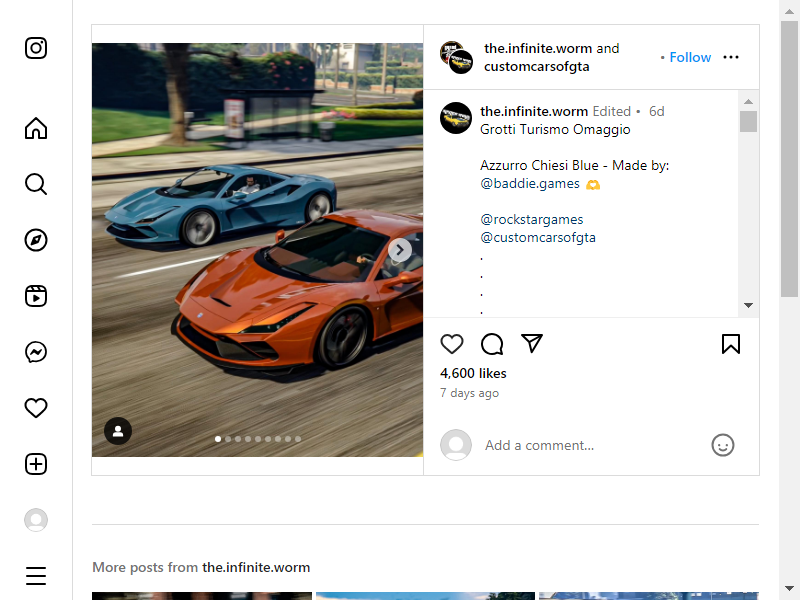 the.infinite.worm and
customcarsofgta
• Follow
the.infinite.worm Edited • 6d
Grotti Turismo Omaggio
Azzurro Chiesi Blue - Made by:
@baddie.games 🫶
@rockstargames
@customcarsofgta
.
.
.
.
4,600 likes
7 days ago
Add a comment...
More posts from the.infinite.worm